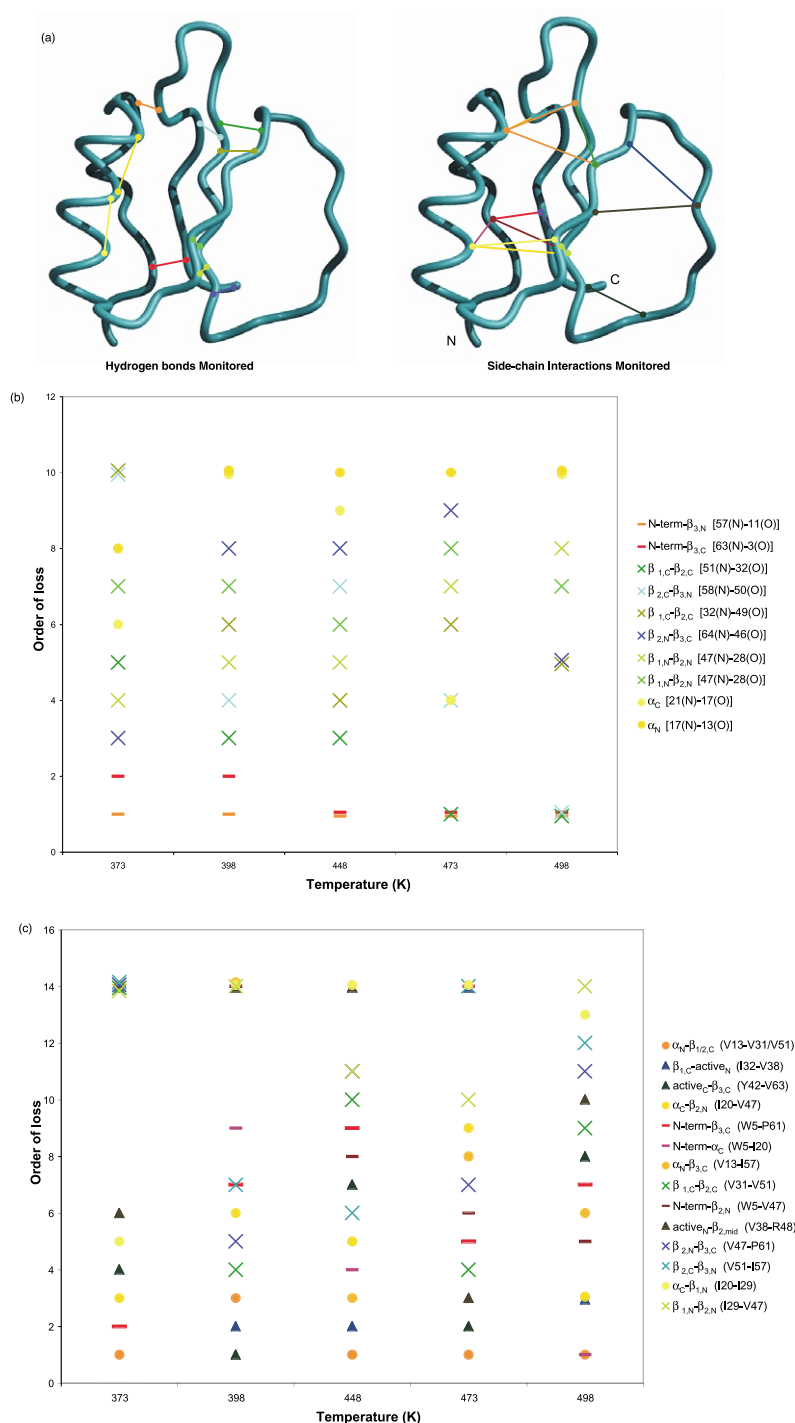 (a)
N
C
Hydrogen bonds Monitored
Side-chain Interactions Monitored
(b)
Order of loss
12
10
8
6
4
2
0
373
398
448
473
498
Temperature (K)
N-term-β3,N [57(N)-11(O)]
N-term-β3,C [63(N)-3(O)]
β1,C-β2,C [51(N)-32(O)]
β2,C-β3,N [58(N)-50(O)]
β1,C-β2,C [32(N)-49(O)]
β2,N-β3,C [64(N)-46(O)]
β1,N-β2,N [47(N)-28(O)]
β1,N-β2,N [47(N)-28(O)]
αC [21(N)-17(O)]
αN [17(N)-13(O)]
(c)
Order of loss
16
14
12
10
8
6
4
2
0
373
398
448
473
498
Temperature (K)
αN-β1/2,C (V13-V31/V51)
β1,C-activeN (I32-V38)
activeC-β3,C (Y42-V63)
αC-β2,N (I20-V47)
N-term-β3,C (W5-P61)
N-term-αC (W5-I20)
αN-β3,C (V13-I57)
β1,C-β2,C (V31-V51)
N-term-β2,N (W5-V47)
activeN-β2,mid (V38-R48)
β2,N-β3,C (V47-P61)
β2,C-β3,N (V51-I57)
αC-β1,N (I20-I29)
β1,N-β2,N (I29-V47)